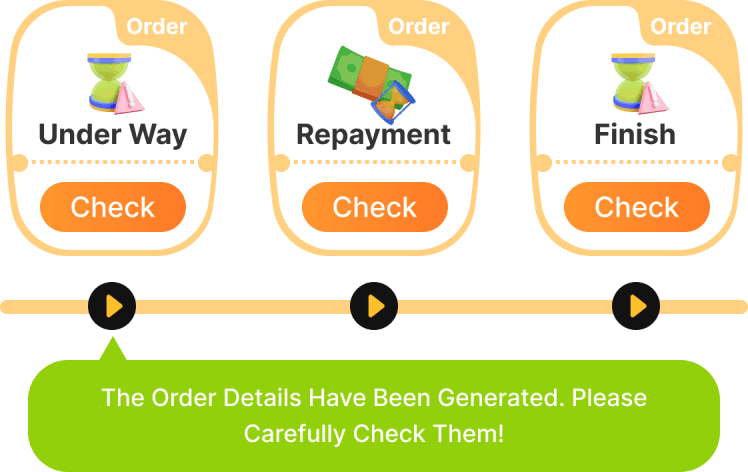 Order
Order
Order
Under Way
Repayment
Finish
Check
Check
Check
The Order Details Have Been Generated. Please
Carefully Check Them!